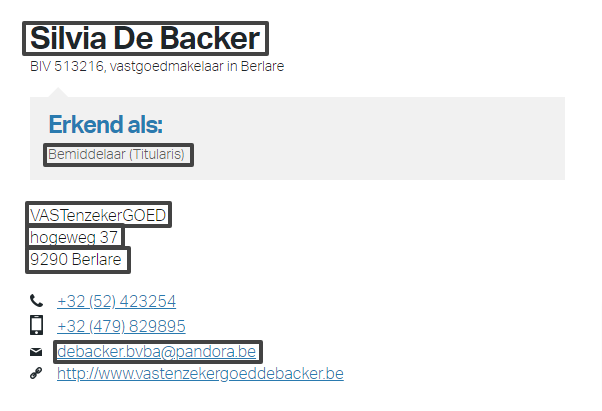 Silvia De Backer
BIV 513216, vastgoedmakelaar in Berlare
Erkend als:
Bemiddelaar (Titularis)
VASTenzekerGOED
hogeweg 37
9290 Berlare
+32 (52) 423254
+32 (479) 829895
debacker.bvba@pandora.be
http://www.vastenzekergoeddebacker.be